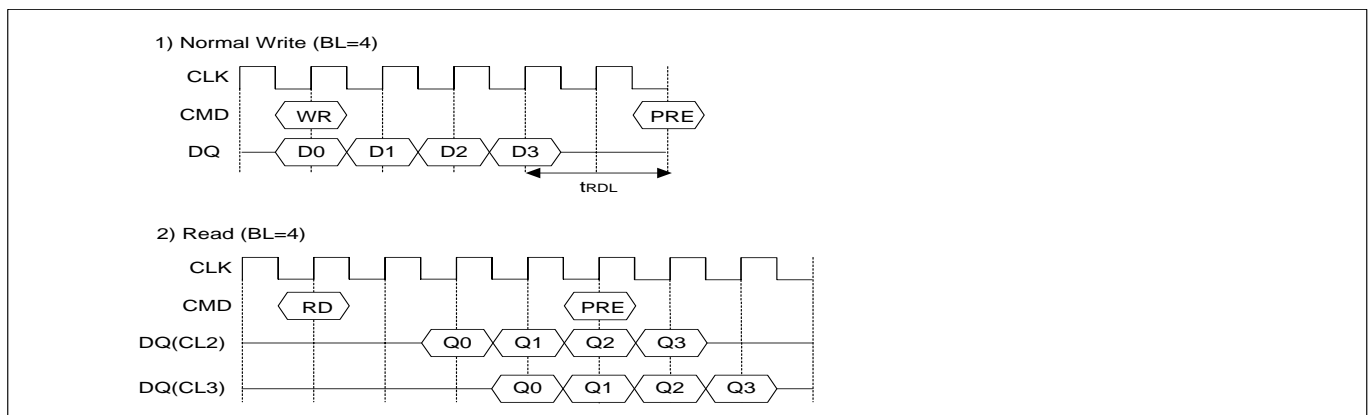 1) Normal Write (BL=4)
CLK
CMD WR PRE
DQ D0 D1 D2 D3
tRDL
2) Read (BL=4)
CLK
CMD RD PRE
DQ(CL2) Q0 Q1 Q2 Q3
DQ(CL3) Q0 Q1 Q2 Q3